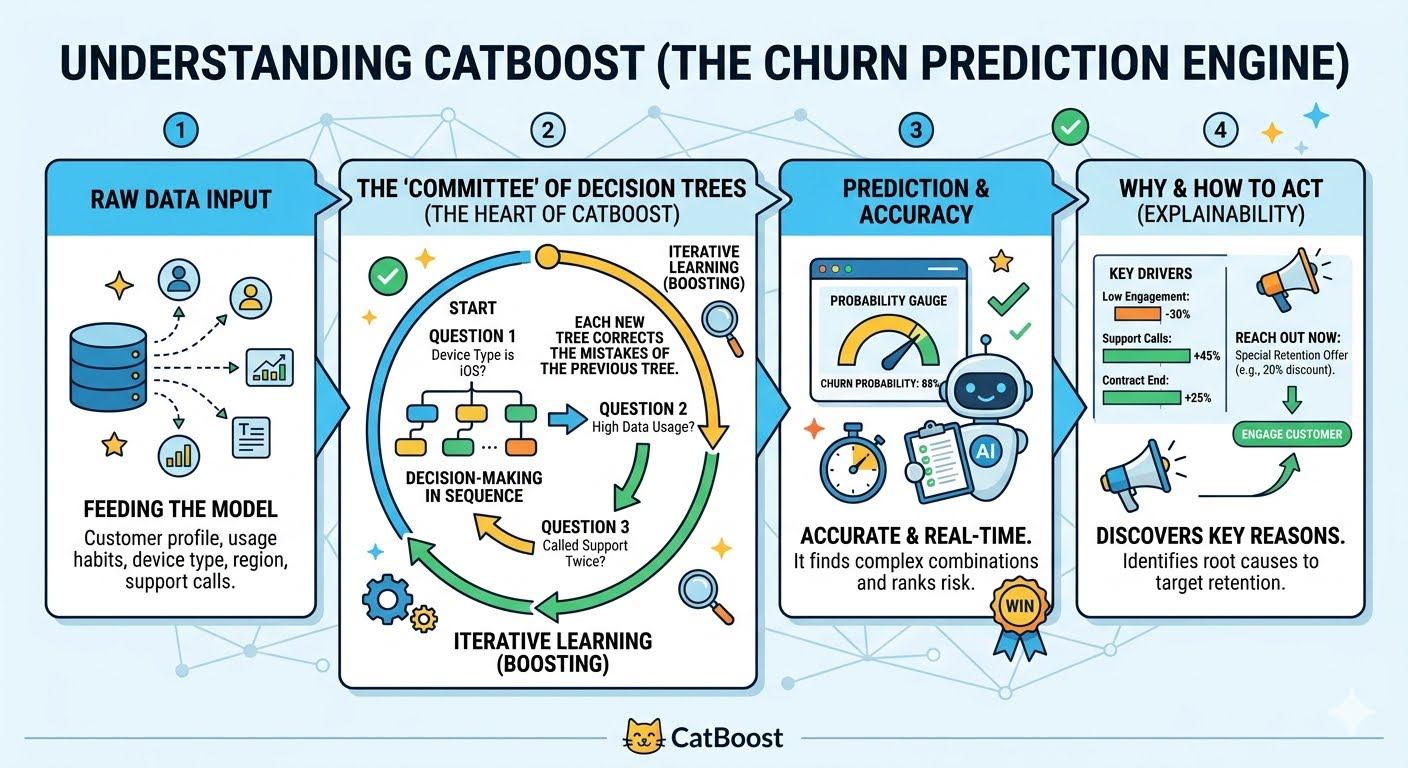 UNDERSTANDING CATBOOST (THE CHURN PREDICTION ENGINE)
1
RAW DATA INPUT
T
FEEDING THE MODEL
Customer profile, usage
habits, device type, region,
support calls.
2
THE ‘COMMITTEE’ OF DECISION TREES
(THE HEART OF CATBOOST)
ITERATIVE
LEARNING
(BOOSTING)
START
QUESTION 1
Device Type is
iOS?
EACH NEW
TREE CORRECTS
THE MISTAKES OF
THE PREVIOUS TREE.
...
QUESTION 2
High Data Usage?
DECISION-MAKING
IN SEQUENCE
QUESTION 3
Called Support
Twice?
ITERATIVE LEARNING
(BOOSTING)
3
PREDICTION &
ACCURACY
PROBABILITY GAUGE
CHURN PROBABILITY: 88%
AI
ACCURATE & REAL-TIME.
It finds complex combinations
and ranks risk.
WIN
4
WHY & HOW TO ACT
(EXPLAINABILITY)
KEY DRIVERS
Low Engagement:
-30%
Support Calls:
+45%
Contract End:
+25%
REACH OUT NOW:
Special Retention Offer
(e.g., 20% discount).
ENGAGE CUSTOMER
DISCOVERS KEY REASONS.
Identifies root causes to
target retention.
CatBoost